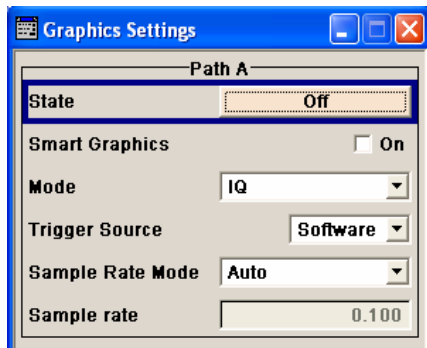 Graphics Settings
Path A
State Off
Smart Graphics On
Mode IQ
Trigger Source Software
Sample Rate Mode Auto
Sample rate 0.100